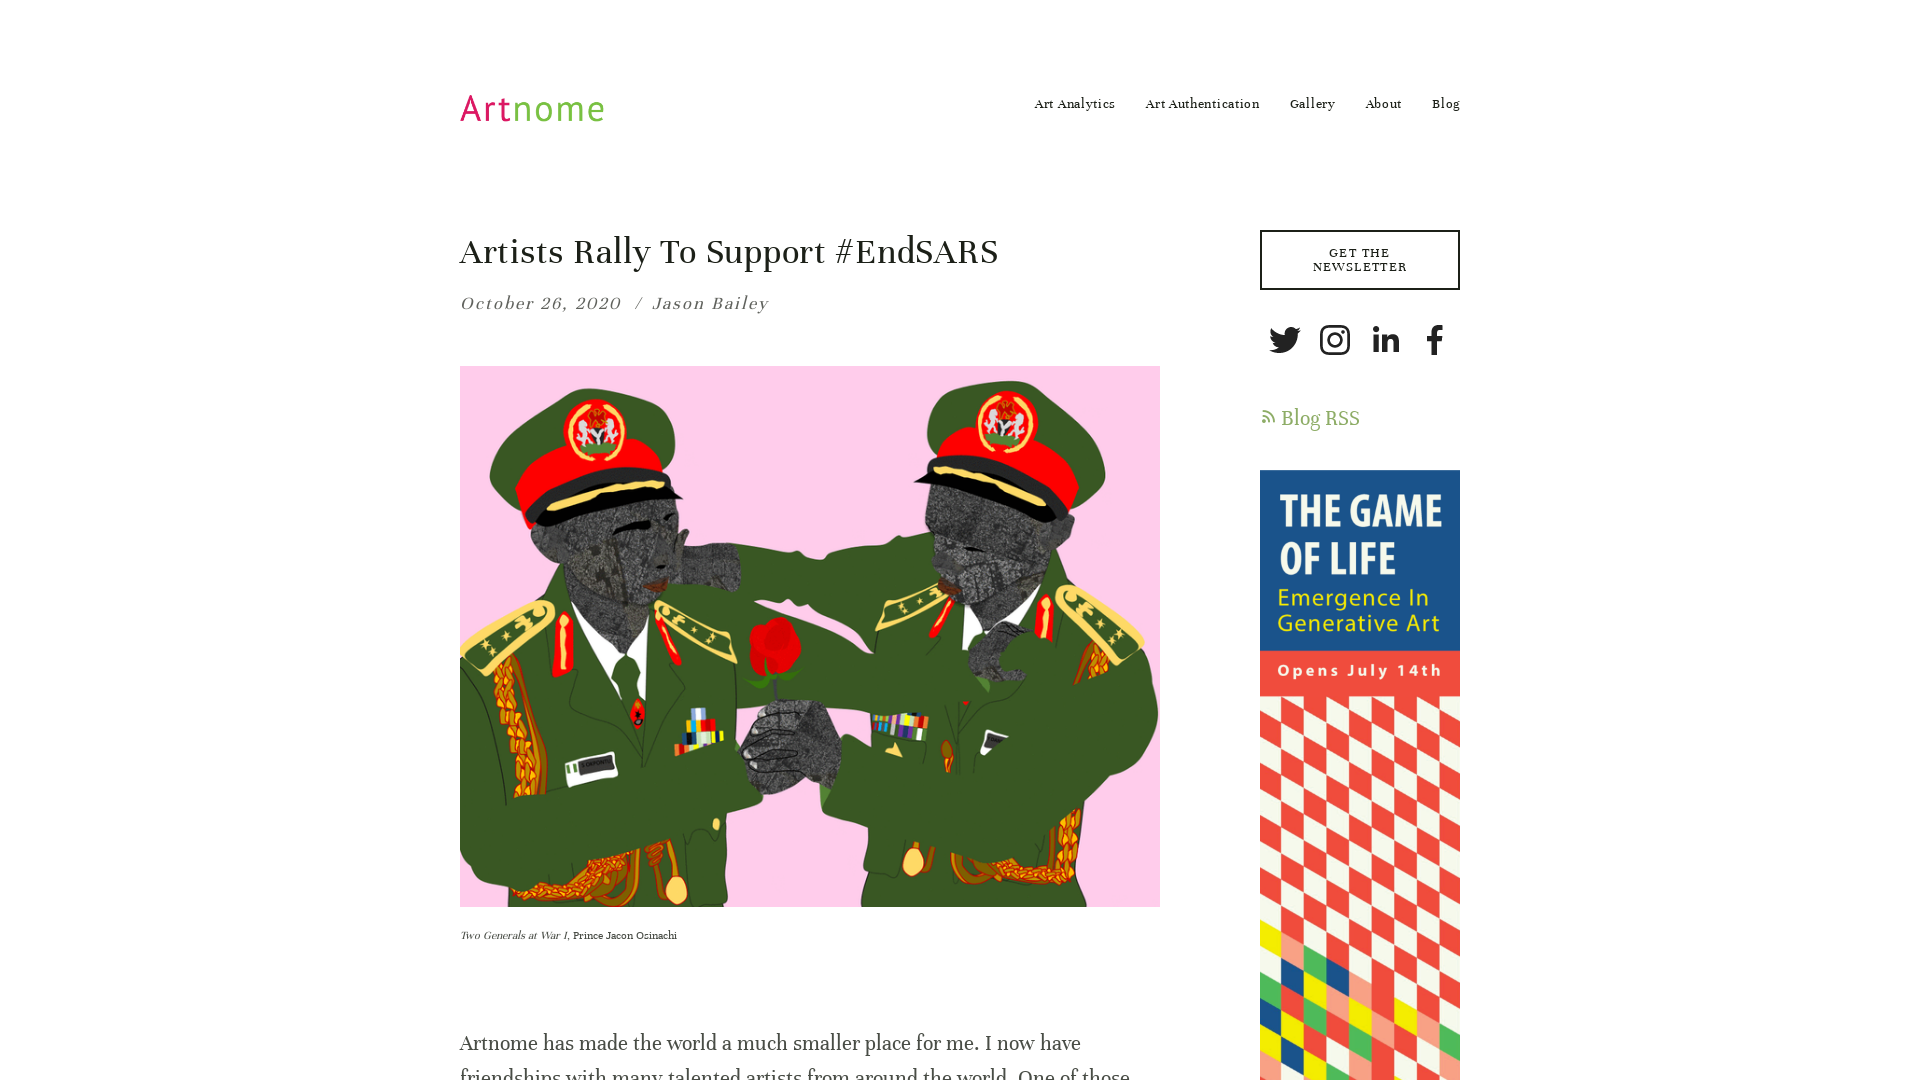 Artnome
Art Analytics
Art Authentication
Gallery
About
Blog
Artists Rally To Support #EndSARS
October 26, 2020 / Jason Bailey
Two Generals at War I, Prince Jacon Osinachi
Artnome has made the world a much smaller place for me. I now have
friendships with many talented artists from around the world. One of those
GET THE
NEWSLETTER
Blog RSS
THE GAME
OF LIFE
Emergence In
Generative Art
Opens July 14th